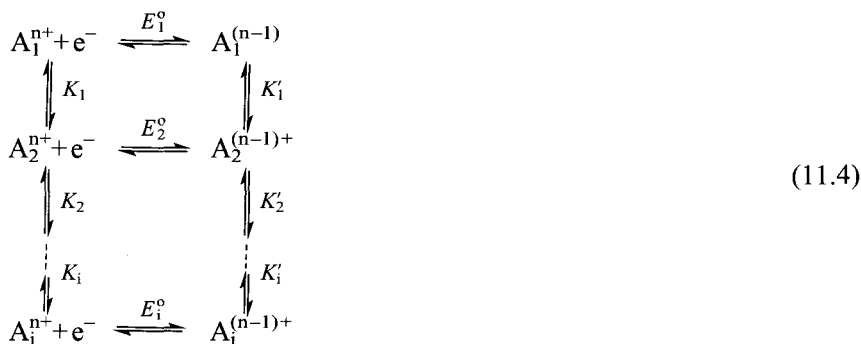 E₁°
A₁ⁿ⁺ + e⁻ ⇌ A₁⁽ⁿ⁻¹⁾
K₁ K′₁
E₂°
A₂ⁿ⁺ + e⁻ ⇌ A₂⁽ⁿ⁻¹⁾⁺
(11.4)
K₂ K′₂
Kᵢ K′ᵢ
Eᵢ°
Aᵢⁿ⁺ + e⁻ ⇌ Aᵢ⁽ⁿ⁻¹⁾⁺